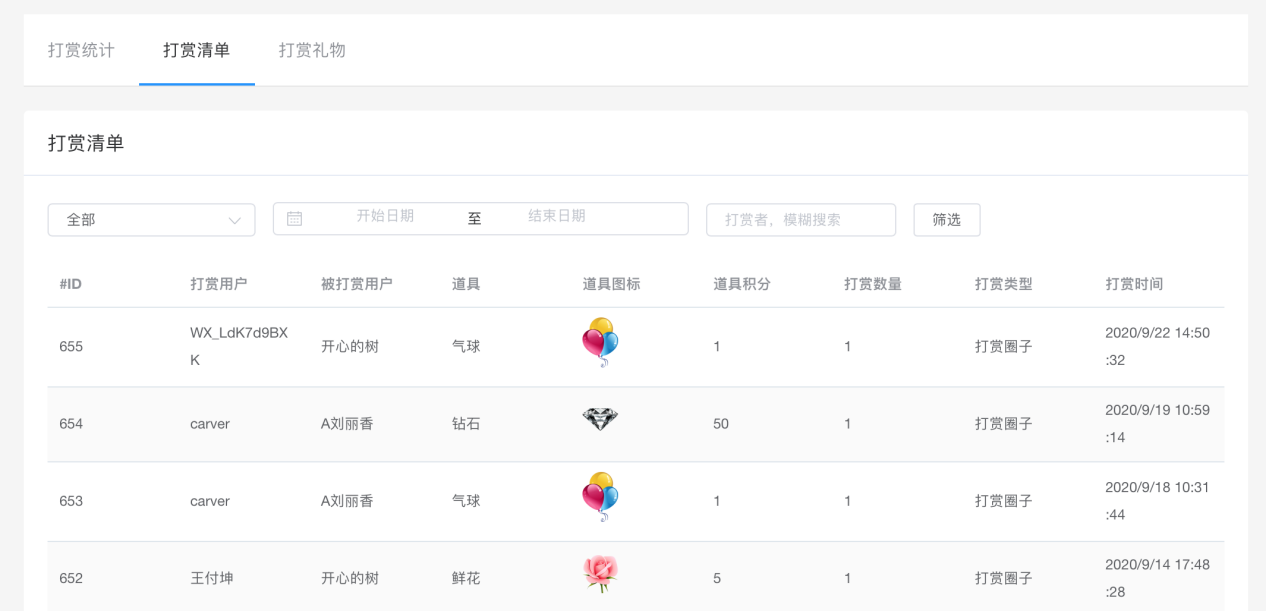 打赏统计 打赏清单 打赏礼物
打赏清单
全部 开始日期 至 结束日期 打赏者，模糊搜索 筛选
#ID 打赏用户 被打赏用户 道具 道具图标 道具积分 打赏数量 打赏类型 打赏时间
655 WX_LdK7d9BX 开心的树 气球 1 1 打赏圈子 2020/9/22 14:50
K :32
654 carver A刘丽香 钻石 50 1 打赏圈子 2020/9/19 10:59
:14
653 carver A刘丽香 气球 1 1 打赏圈子 2020/9/18 10:31
:44
652 王付坤 开心的树 鲜花 5 1 打赏圈子 2020/9/14 17:48
:28